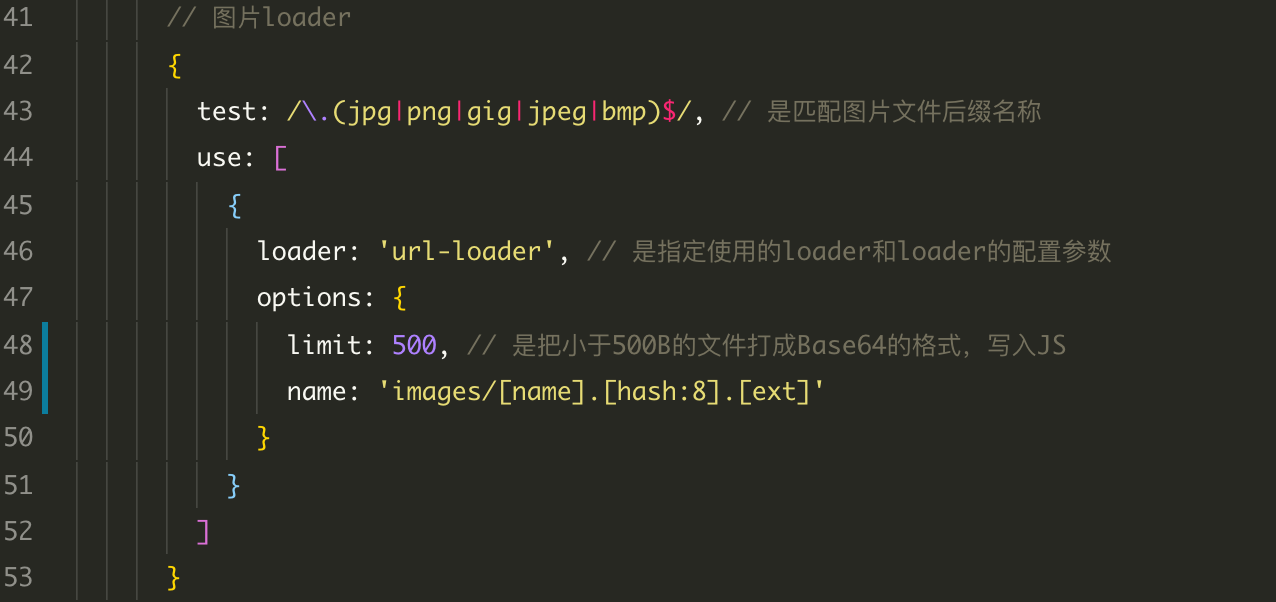 41 // 图片loader
42 {
43 test: /\.(jpg|png|gig|jpeg|bmp)$/, // 是匹配图片文件后缀名称
44 use: [
45 {
46 loader: 'url-loader', // 是指定使用的loader和loader的配置参数
47 options: {
48 limit: 500, // 是把小于500B的文件打成Base64的格式，写入JS
49 name: 'images/[name].[hash:8].[ext]'
50 }
51 }
52 ]
53 }